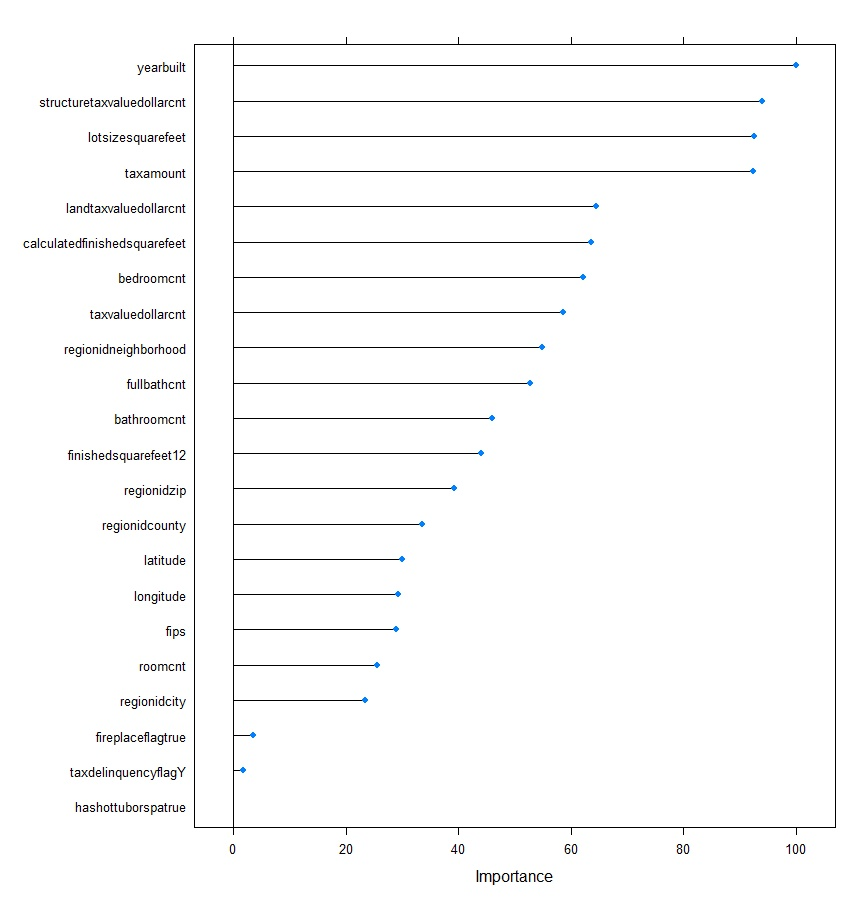 yearbuilt
structuretaxvaluedollarcnt
lotsizesquarefeet
taxamount
landtaxvaluedollarcnt
calculatedfinishedsquarefeet
bedroomcnt
taxvaluedollarcnt
regionidneighborhood
fullbathcnt
bathroomcnt
finishedsquarefeet12
regionidzip
regionidcounty
latitude
longitude
fips
roomcnt
regionidcity
fireplaceflagtrue
taxdelinquencyflagY
hashottuborspatrue
0 20 40 60 80 100
Importance